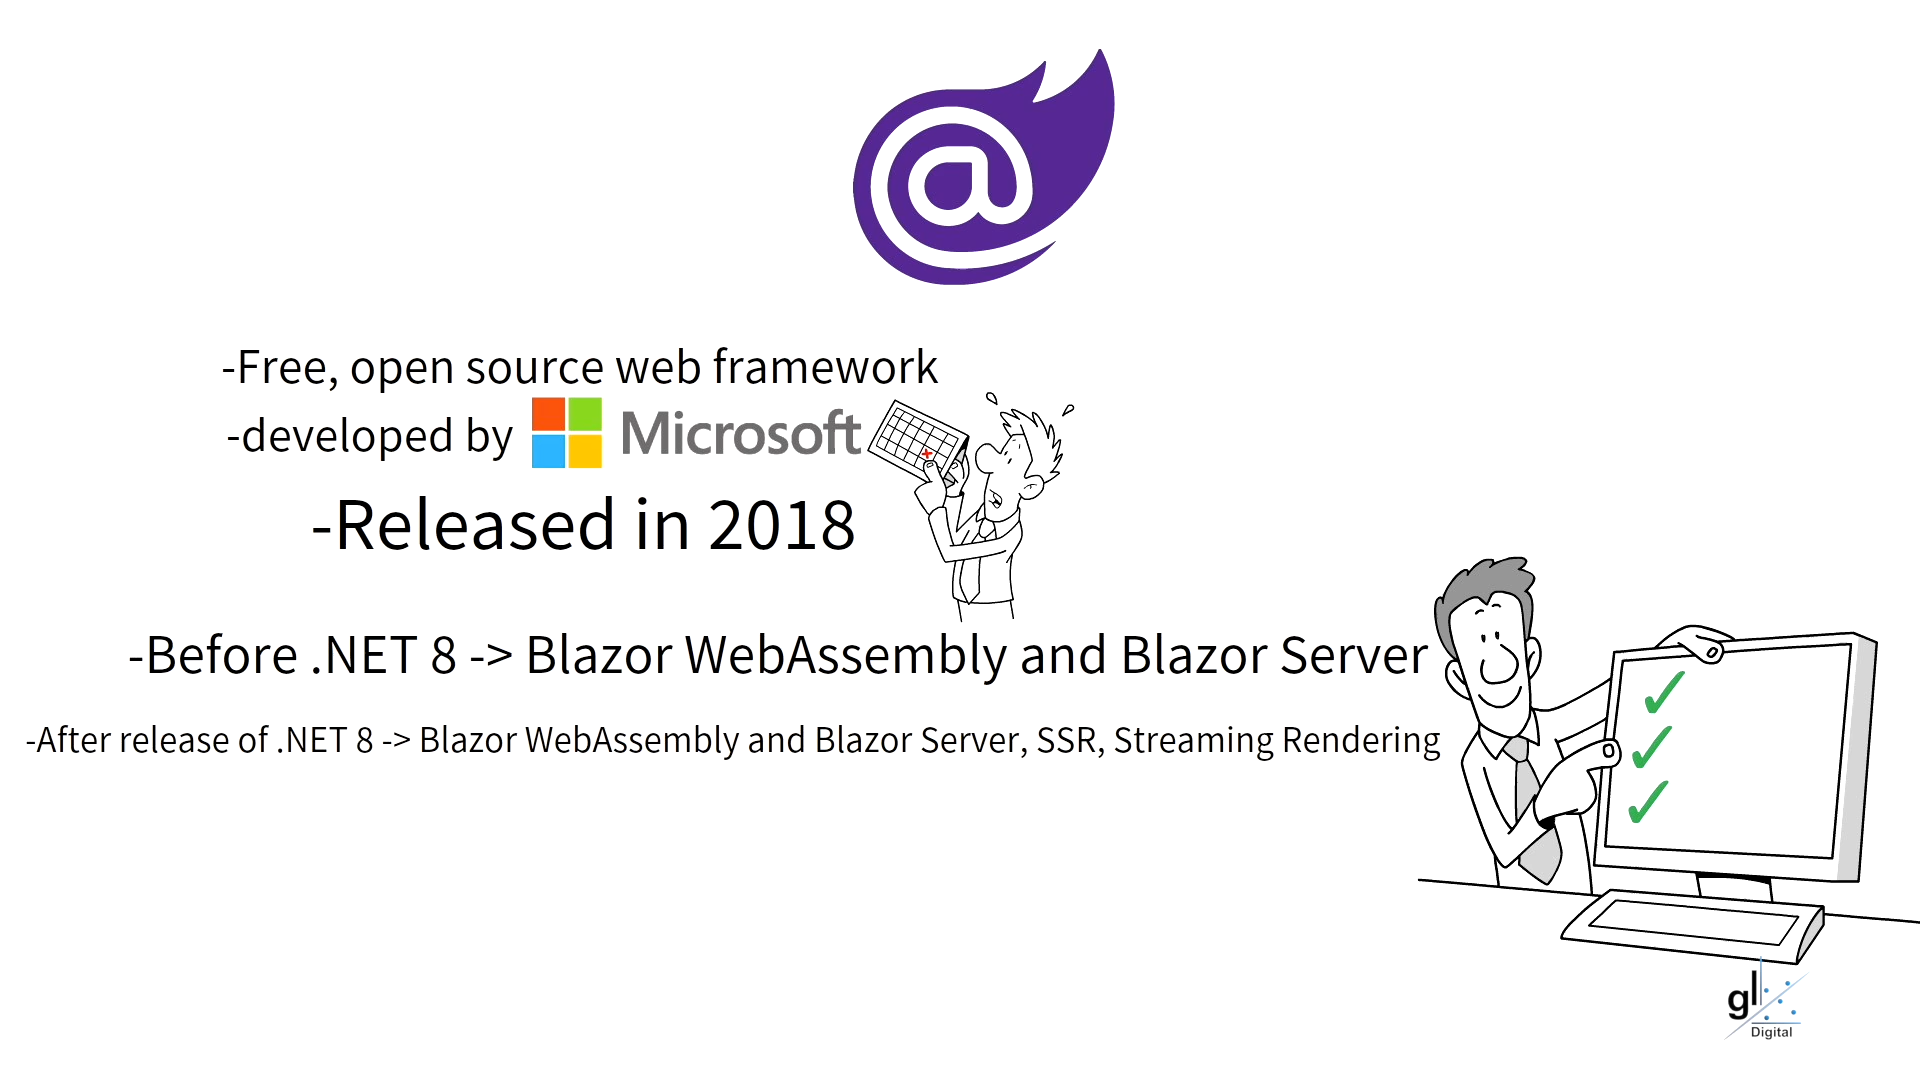 @
-Free, open source web framework
-developed by Microsoft
-Released in 2018
-Before .NET 8 -> Blazor WebAssembly and Blazor Server
-After release of .NET 8 -> Blazor WebAssembly and Blazor Server, SSR, Streaming Rendering
gl
Digital